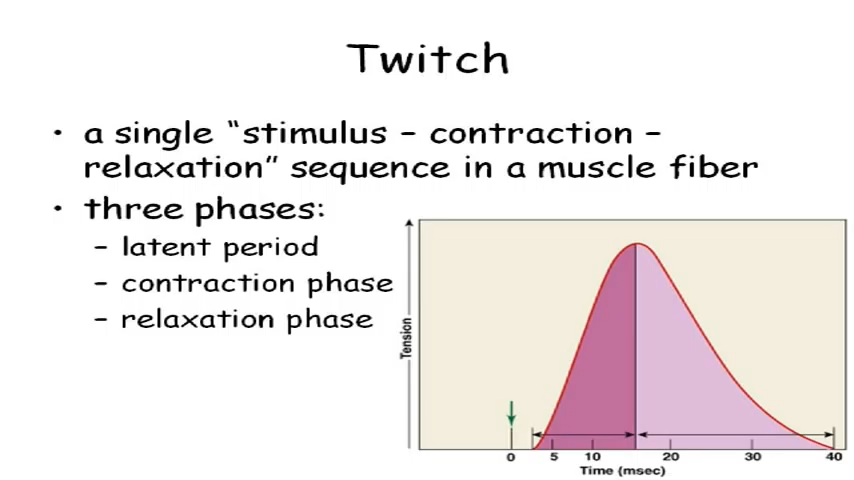 Twitch
• a single “stimulus – contraction –
relaxation” sequence in a muscle fiber
• three phases:
– latent period
– contraction phase
– relaxation phase
Tension
0 5 10 20 30 40
Time (msec)